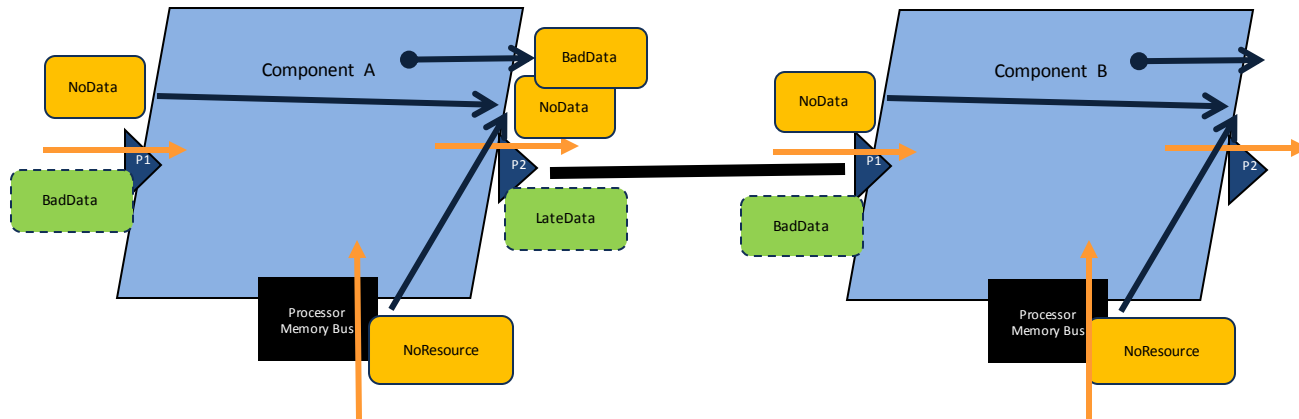 Component A
BadData
NoData
NoData
P1
P2
BadData
LateData
Processor
Memory Bus
NoResource
Component B
NoData
P1
P2
BadData
Processor
Memory Bus
NoResource